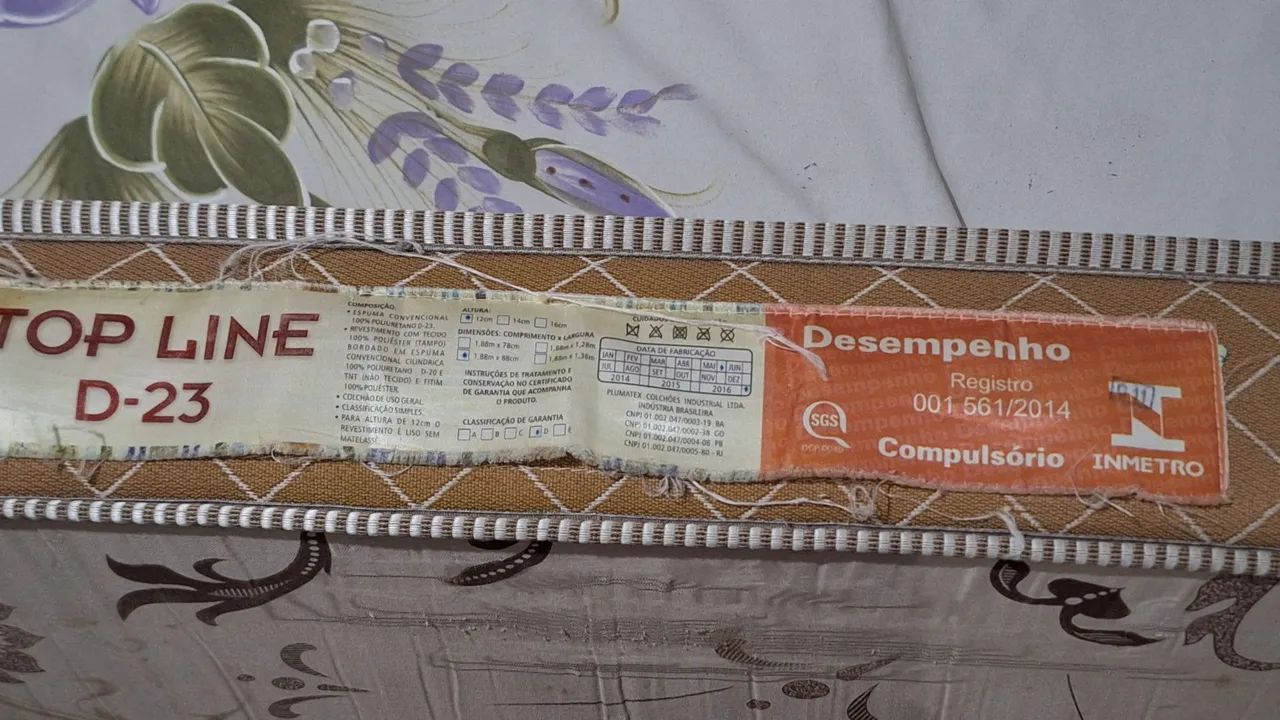 TOP LINE
D-23
COMPOSIÇÃO:
• ESPUMA CONVENCIONAL
100% POLIURETANO D-23.
• REVESTIMENTO COM TECIDO
100% POLIÉSTER (TAMPO)
BORDADO EM ESPUMA
CONVENCIONAL CILINDRICA
100% POLIURETANO D-20 E
TNT (NÃO TECIDO) E FITIM
100% POLIÉSTER.
• COLCHÃO DE USO GERAL.
• CLASSIFICAÇÃO SIMPLES.
• PARA ALTURA DE 12cm O
REVESTIMENTO É LISO SEM
MATELASSÊ.
ALTURA:
12cm 14cm 16cm
DIMENSÕES: COMPRIMENTO x LARGURA
1,88m x 78cm 1,88m x 1,28m
1,88m x 88cm 1,88m x 1,38m
INSTRUÇÕES DE TRATAMENTO E
CONSERVAÇÃO NO CERTIFICADO
DE GARANTIA QUE ACOMPANHA
O PRODUTO.
CLASSIFICAÇÃO DE GARANTIA
A B C D E
DATA DE FABRICAÇÃO
JAN FEV MAR ABR MAI JUN
JUL AGO SET OUT NOV DEZ
2014 2015 2016
PLUMATEX COLCHÕES INDUSTRIAL LTDA.
INDÚSTRIA BRASILEIRA
CNPJ 01.002.047/0003-19 BA
CNPJ 01.002.047/0002-38 GO
CNPJ 01.002.047/0004-08 PB
CNPJ 01.002.047/0005-80 - RJ
Desempenho
Registro
001 561/2014
SGS
Compulsório
INMETRO